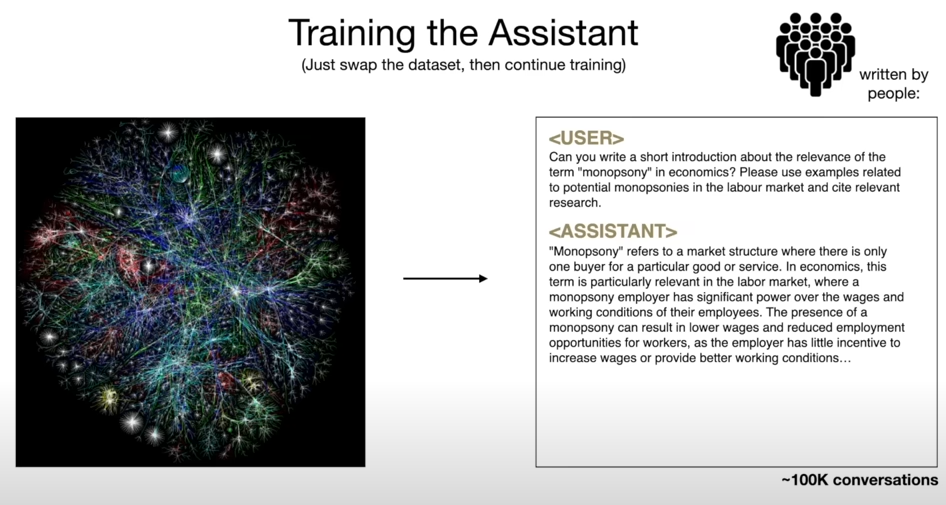 Training the Assistant
(Just swap the dataset, then continue training)
written by
people:
<USER>
Can you write a short introduction about the relevance of the
term "monopsony" in economics? Please use examples related
to potential monopsonies in the labour market and cite relevant
research.
<ASSISTANT>
"Monopsony" refers to a market structure where there is only
one buyer for a particular good or service. In economics, this
term is particularly relevant in the labor market, where a
monopsony employer has significant power over the wages and
working conditions of their employees. The presence of a
monopsony can result in lower wages and reduced employment
opportunities for workers, as the employer has little incentive to
increase wages or provide better working conditions…
~100K conversations